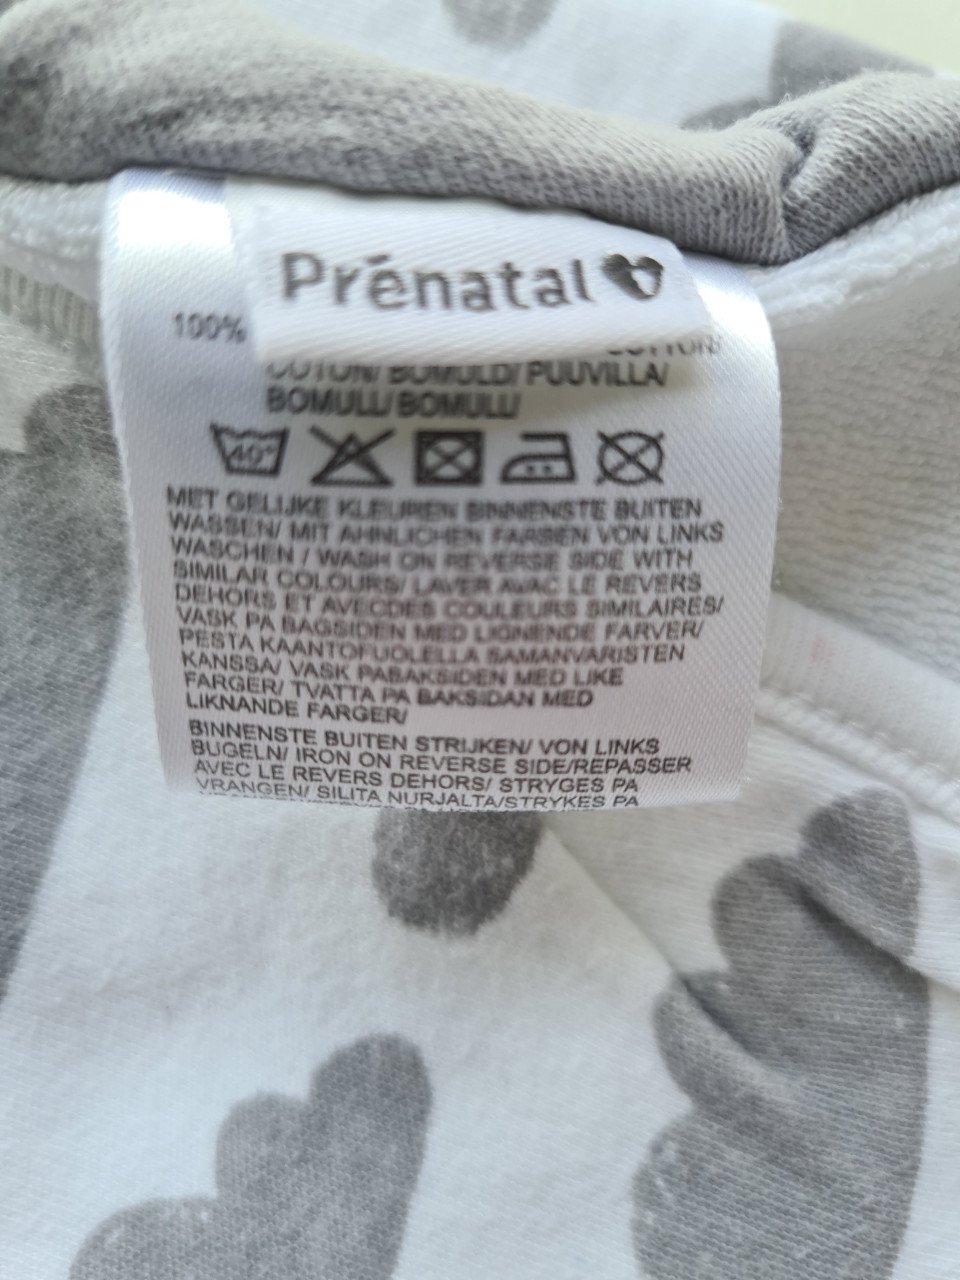 Prénatal
100%
COTON/ BOMULD/ PUUVILLA/
BOMULL/ BOMULL/
40°
MET GELIJKE KLEUREN BINNENSTE BUITEN
WASSEN/ MIT AHNLICHEN FARBEN VON LINKS
WASCHEN / WASH ON REVERSE SIDE WITH
SIMILAR COLOURS/ LAVER AVAC LE REVERS
DEHORS ET AVECDES COULEURS SIMILAIRES/
VASK PA BAGSIDEN MED LIGNENDE FARVER/
PESTA KAANTOFUOLELLA SAMANVARISTEN
KANSSA/ VASK PABAKSIDEN MED LIKE
FARGER/ TVATTA PA BAKSIDAN MED
LIKNANDE FARGER/
BINNENSTE BUITEN STRIJKEN/ VON LINKS
BUGELN/ IRON ON REVERSE SIDE/REPASSER
AVEC LE REVERS DEHORS/ STRYGES PA
VRANGEN/ SILITA NURJALTA/STRYKES PA